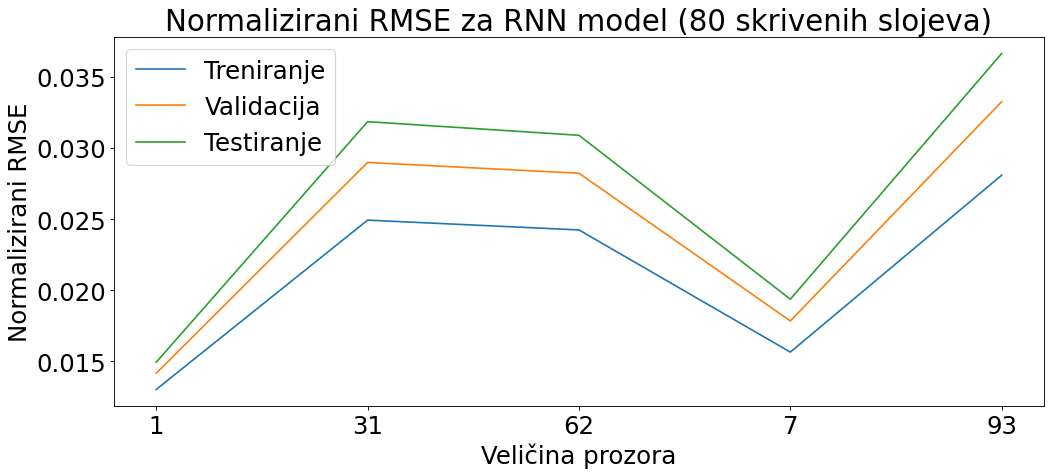 Normalizirani RMSE za RNN model (80 skrivenih slojeva)
Treniranje
Validacija
Testiranje
Normalizirani RMSE
0.035
0.030
0.025
0.020
0.015
1 31 62 7 93
Veličina prozora